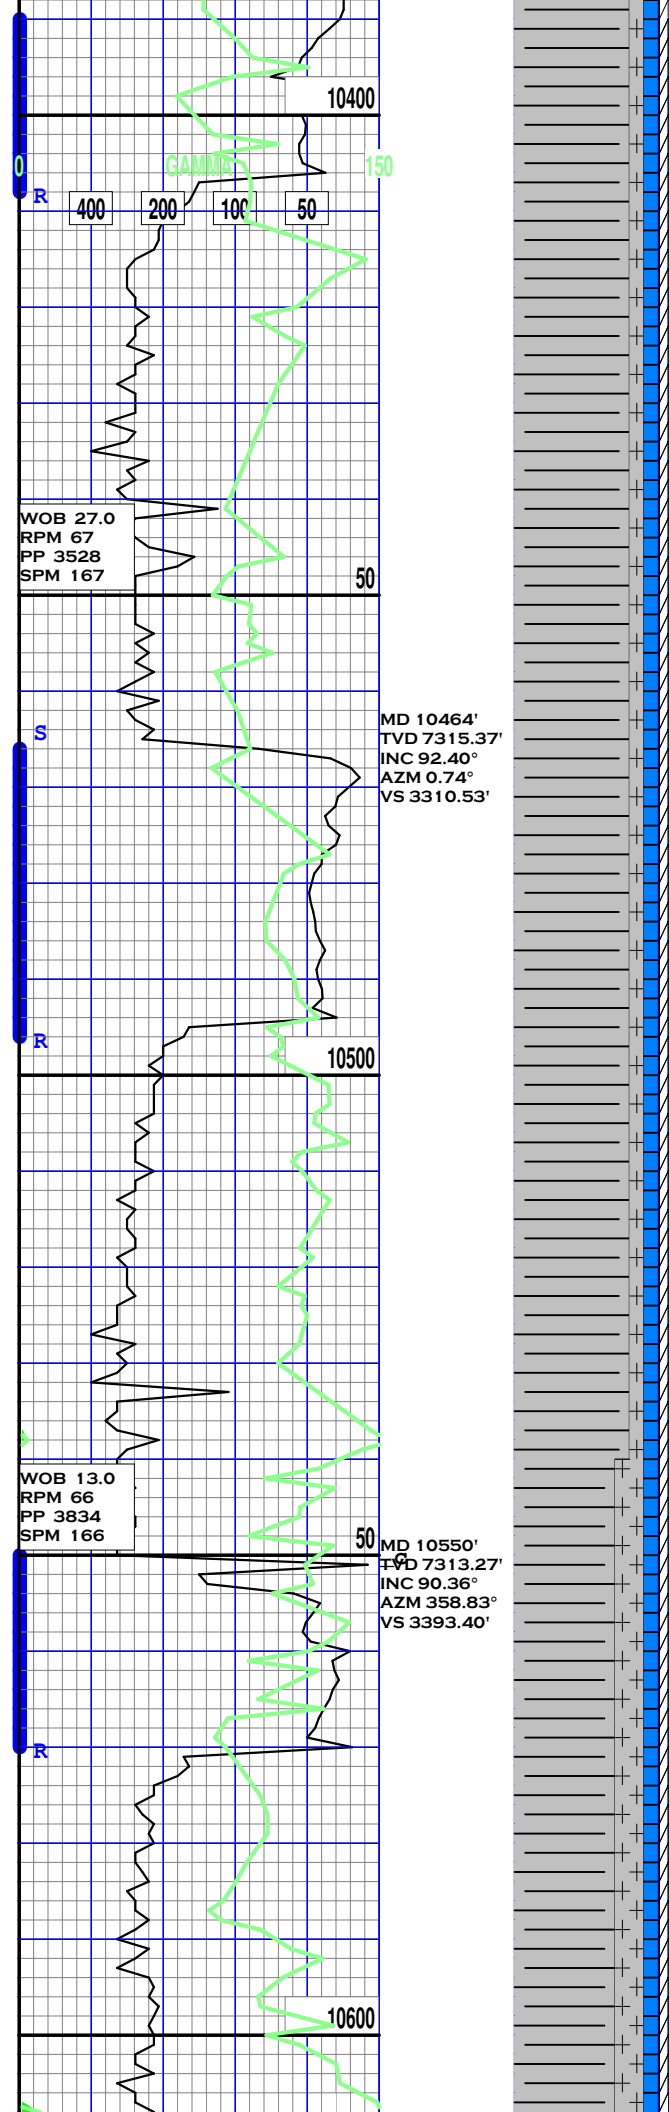 10400
0 GAMMA 150
R
400 200 100 50
WOB 27.0
RPM 67
PP 3528
SPM 167
50
S
MD 10464'
TVD 7315.37'
INC 92.40°
AZM 0.74°
VS 3310.53'
R
10500
WOB 13.0
RPM 66
PP 3834
SPM 166
50
MD 10550'
TVD 7313.27'
INC 90.36°
AZM 358.83°
VS 3393.40'
R
10600